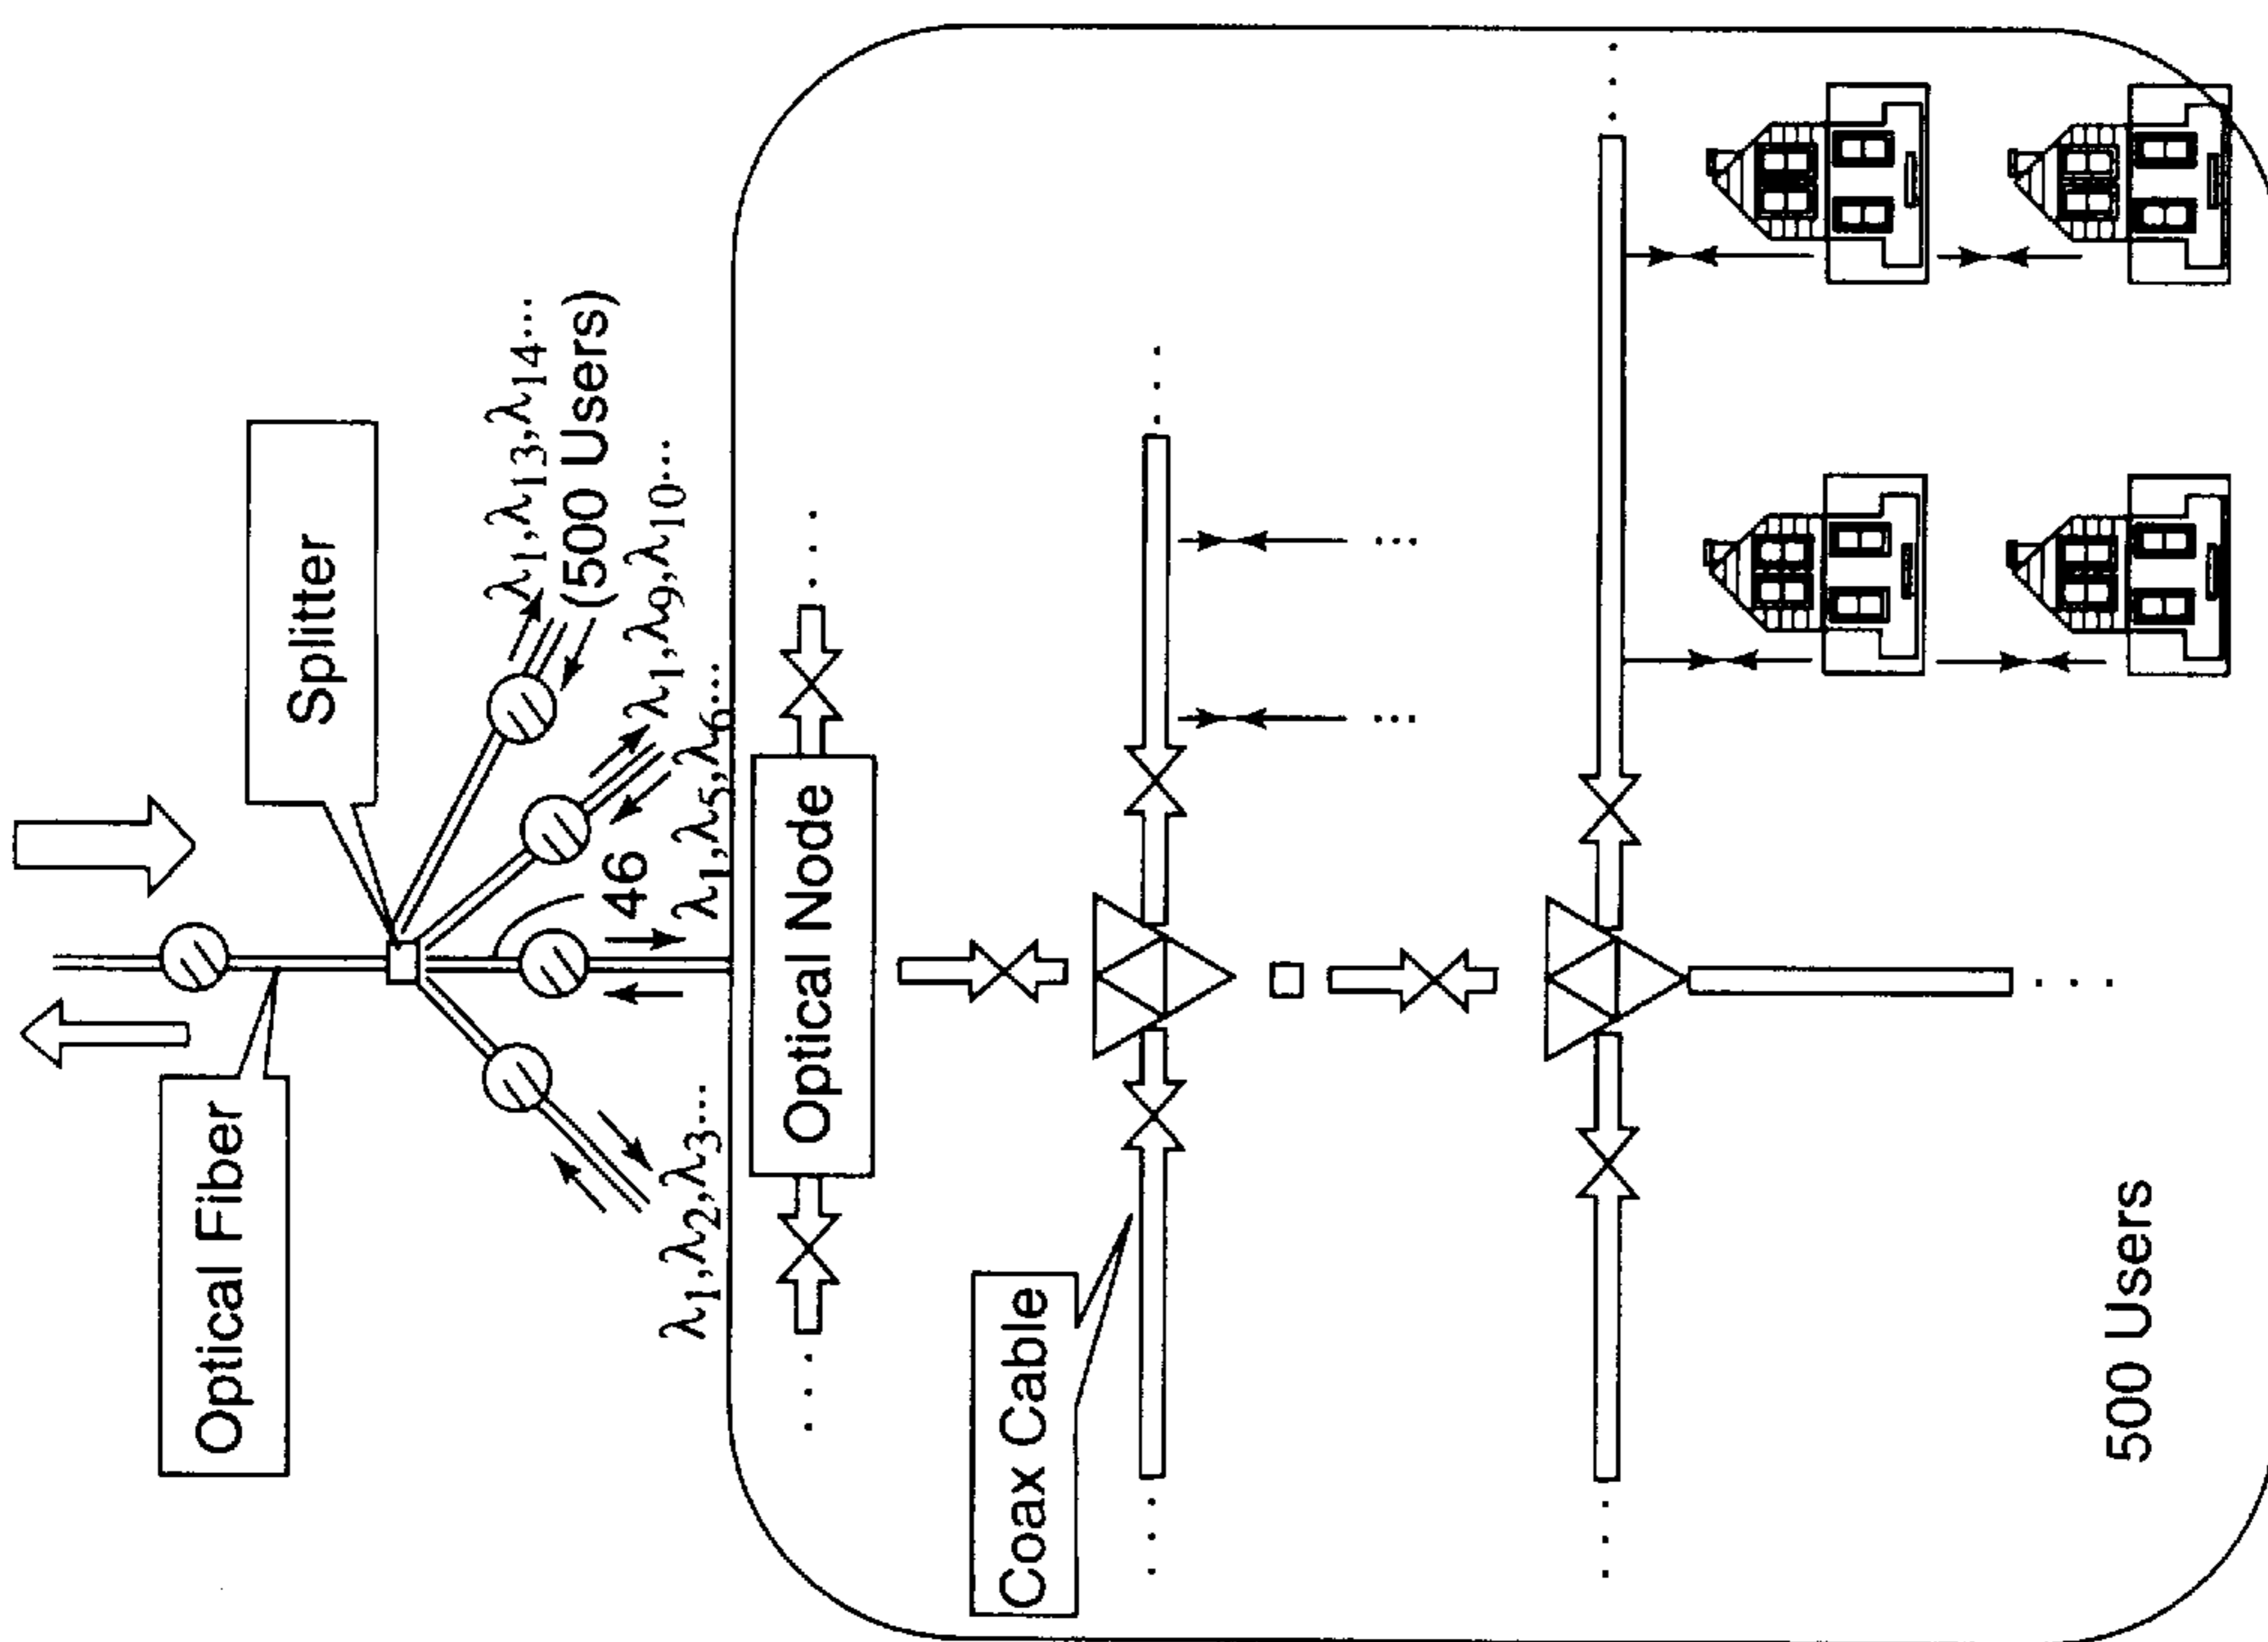 Splitter
Optical Fiber
λ1,λ13,λ14...
(500 Users)
λ1,λ9,λ10...
46
λ1,λ5,λ6...
λ1,λ2,λ3...
Optical Node
Coax Cable
500 Users